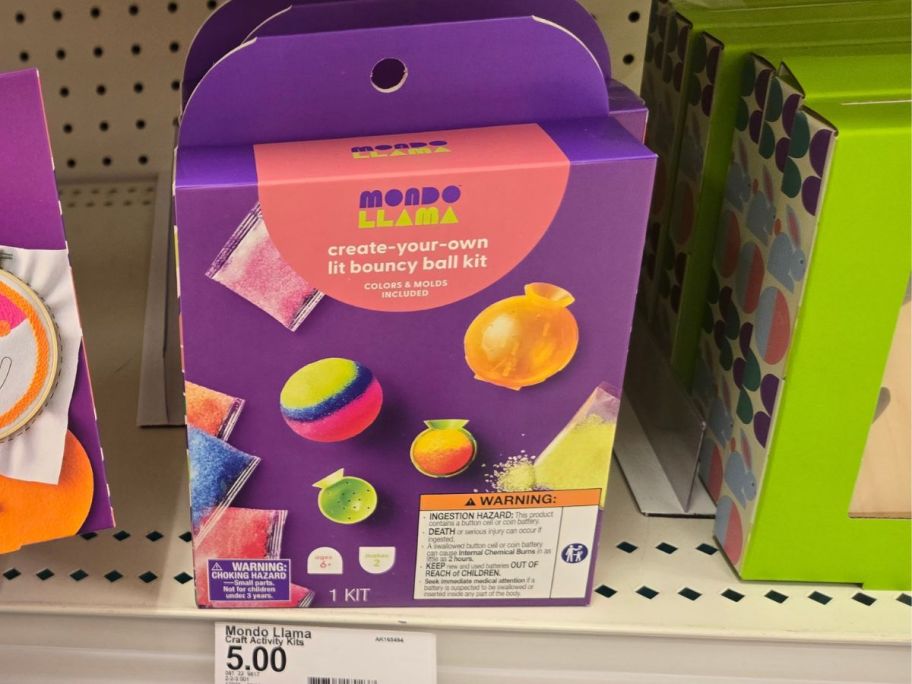 MONDO
LLAMA
MONDO
LLAMA
create-your-own
lit bouncy ball kit
COLORS & MOLDS
INCLUDED
WARNING:
INGESTION HAZARD: This product
contains a button cell or coin battery.
DEATH or serious injury can occur if
ingested.
A swallowed button cell or coin battery
can cause Internal Chemical Burns in as
little as 2 hours.
KEEP new and used batteries OUT OF
REACH of CHILDREN.
Seek immediate medical attention if a
battery is suspected to be swallowed or
inserted inside any part of the body.
WARNING:
CHOKING HAZARD
—Small parts.
Not for children
under 3 years.
ages
6+
2
1 KIT
Mondo Llama
Craft Activity Kits
AK165494
5.00